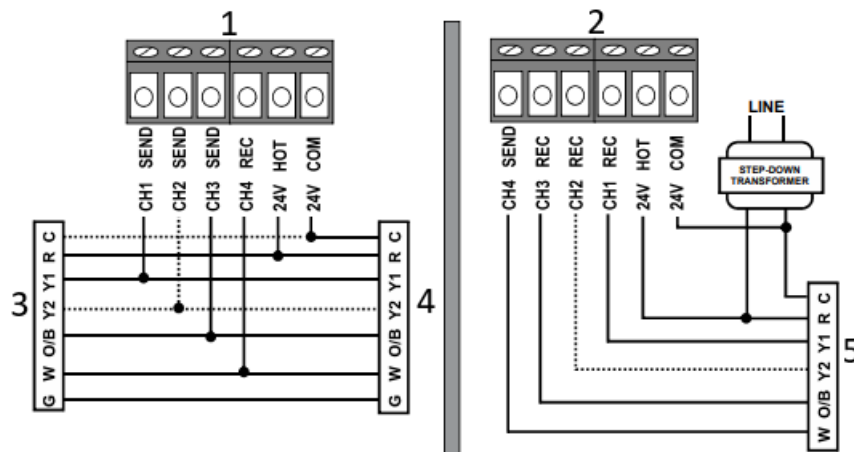 1
CH1 SEND
CH2 SEND
CH3 SEND
CH4 REC
24V HOT
24V COM
3
C
R
Y1
Y2
O/B
W
G
C
R
Y1
Y2
O/B
W
G
4
2
CH4 SEND
CH3 REC
CH2 REC
CH1 REC
24V HOT
24V COM
LINE
STEP-DOWN
TRANSFORMER
C
R
Y1
Y2
O/B
W
5